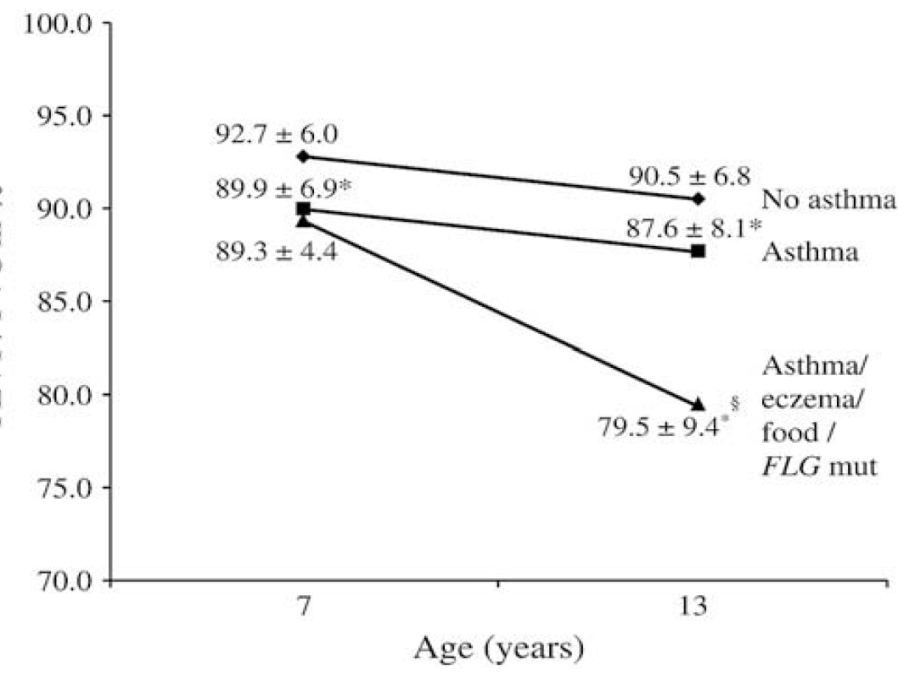 100.0
95.0
90.0
85.0
80.0
75.0
70.0
92.7 ± 6.0
89.9 ± 6.9*
89.3 ± 4.4
90.5 ± 6.8
No asthma
87.6 ± 8.1*
Asthma
79.5 ± 9.4* §
Asthma/
eczema/
food /
FLG mut
7
13
Age (years)